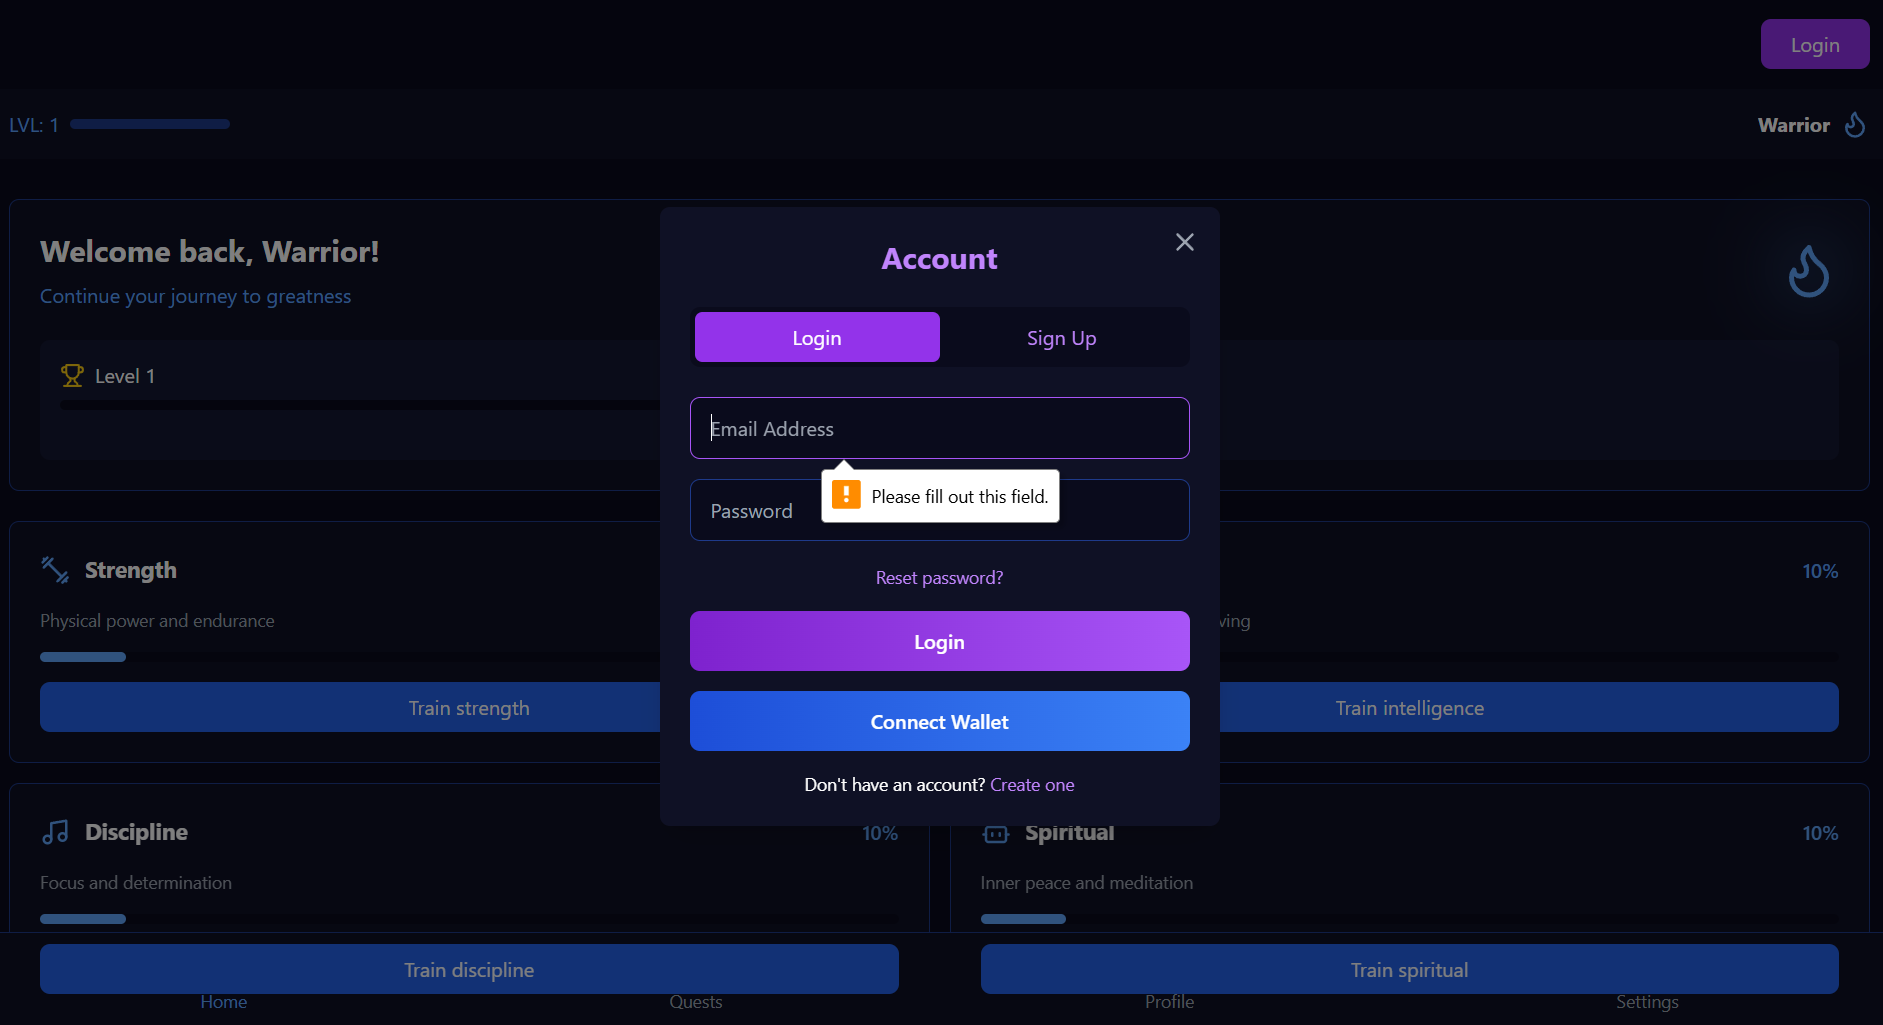 Login
LVL: 1
Warrior
Welcome back, Warrior!
Continue your journey to greatness
Level 1
Account
Login
Sign Up
Email Address
Please fill out this field.
Password
Reset password?
Login
Connect Wallet
Don't have an account? Create one
Strength
10%
Physical power and endurance
Train strength
Train intelligence
Discipline
10%
Spiritual
10%
Focus and determination
Inner peace and meditation
Train discipline
Train spiritual
Home
Quests
Profile
Settings